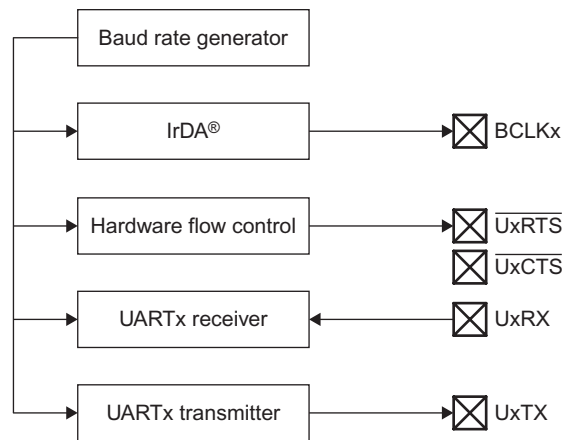 Baud rate generator
IrDA®
BCLKx
Hardware flow control
UxRTS
UxCTS
UARTx receiver
UxRX
UARTx transmitter
UxTX